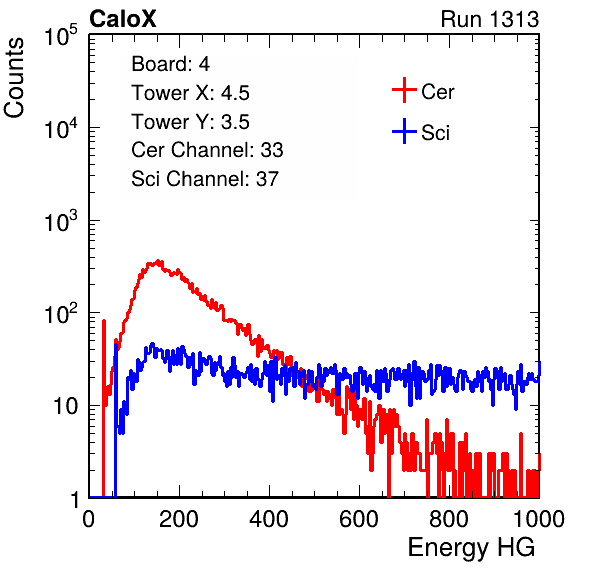 CaloX Run 1313
Counts
10^5
10^4
10^3
10^2
10
1
Board: 4
Tower X: 4.5
Tower Y: 3.5
Cer Channel: 33
Sci Channel: 37
Cer
Sci
0 200 400 600 800 1000
Energy HG